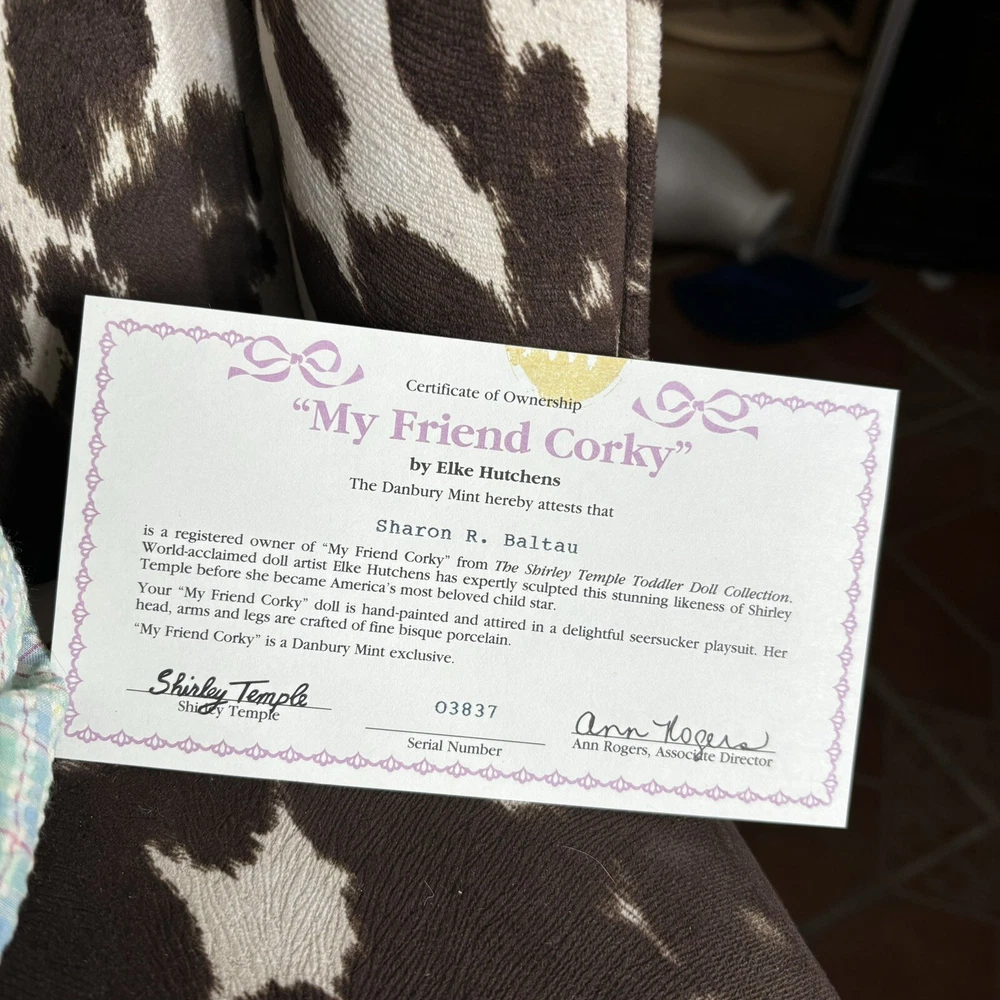 Certificate of Ownership
“My Friend Corky”
by Elke Hutchens
The Danbury Mint hereby attests that
Sharon R. Baltau
is a registered owner of “My Friend Corky” from The Shirley Temple Toddler Doll Collection.
World-acclaimed doll artist Elke Hutchens has expertly sculpted this stunning likeness of Shirley
Temple before she became America’s most beloved child star.
Your “My Friend Corky” doll is hand-painted and attired in a delightful seersucker playsuit. Her
head, arms and legs are crafted of fine bisque porcelain.
“My Friend Corky” is a Danbury Mint exclusive.
Shirley Temple
Shirley Temple
03837
Serial Number
Ann Rogers
Ann Rogers, Associate Director